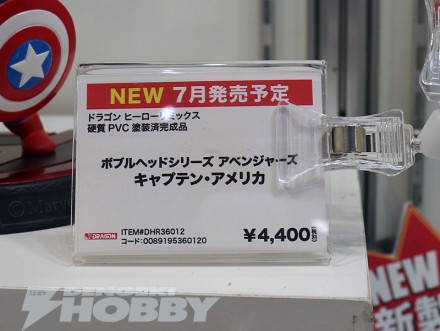 NEW 7月発売予定
ドラゴン ヒーローコミックス
硬質 PVC 塗装済完成品
ボブルヘッドシリーズ アベンジャーズ
キャプテン・アメリカ
DRAGON
ITEM#DHR36012
コード:0089195360120
¥4,400
HOBBY
NEW
新製